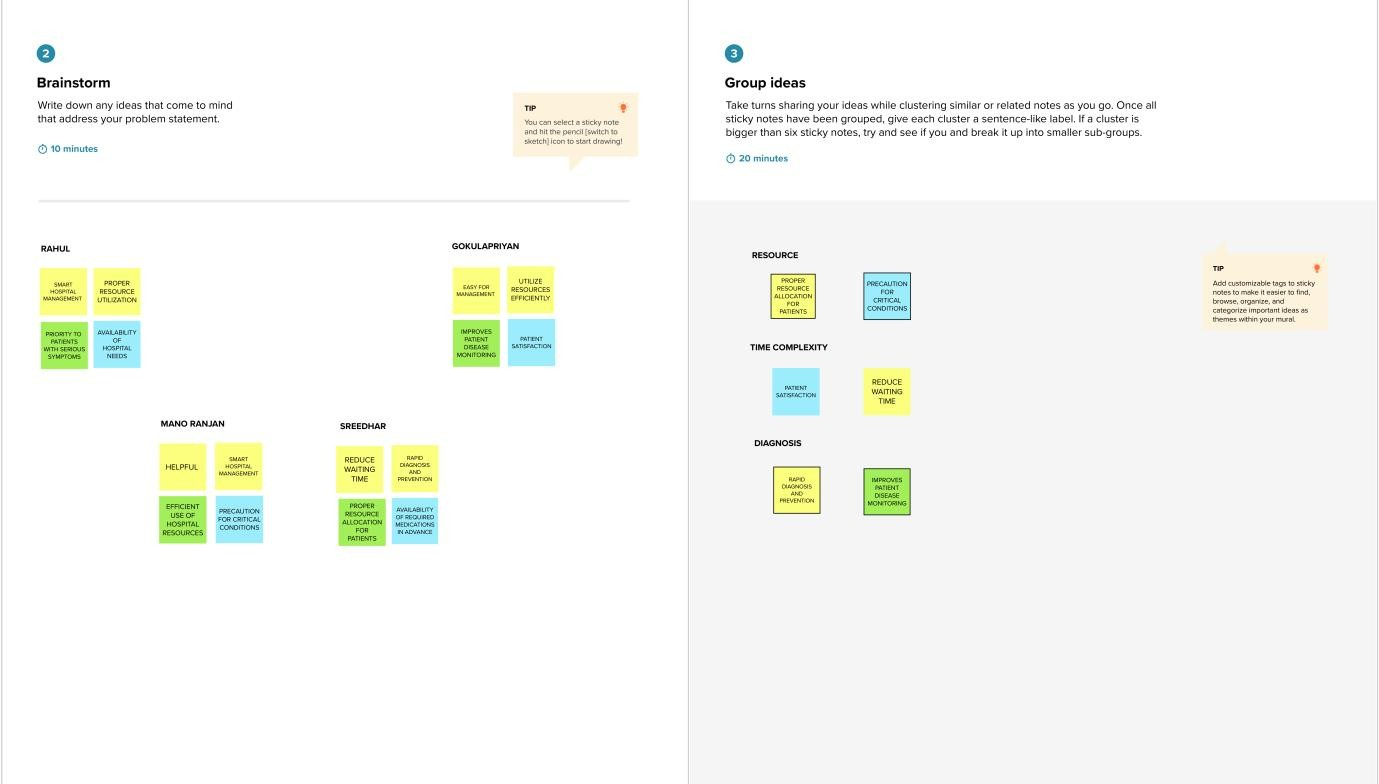 2
Brainstorm
Write down any ideas that come to mind
that address your problem statement.
10 minutes
TIP
You can select a sticky note
and hit the pencil [switch to
sketch] icon to start drawing!
RAHUL
SMART
HOSPITAL
MANAGEMENT
PROPER
RESOURCE
UTILIZATION
PRIORITY TO
PATIENTS
WITH SERIOUS
SYMPTOMS
AVAILABILITY
OF
HOSPITAL
NEEDS
GOKULAPRIYAN
EASY FOR
MANAGEMENT
UTILIZE
RESOURCES
EFFICIENTLY
IMPROVES
PATIENT
DISEASE
MONITORING
PATIENT
SATISFACTION
MANO RANJAN
HELPFUL
SMART
HOSPITAL
MANAGEMENT
EFFICIENT
USE OF
HOSPITAL
RESOURCES
PRECAUTION
FOR CRITICAL
CONDITIONS
SREEDHAR
REDUCE
WAITING
TIME
RAPID
DIAGNOSIS
AND
PREVENTION
PROPER
RESOURCE
ALLOCATION
FOR
PATIENTS
AVAILABILITY
OF REQUIRED
MEDICATIONS
IN ADVANCE
3
Group ideas
Take turns sharing your ideas while clustering similar or related notes as you go. Once all
sticky notes have been grouped, give each cluster a sentence-like label. If a cluster is
bigger than six sticky notes, try and see if you and break it up into smaller sub-groups.
20 minutes
TIP
Add customizable tags to sticky
notes to make it easier to find,
browse, organize, and
categorize important ideas as
themes within your mural.
RESOURCE
PROPER
RESOURCE
ALLOCATION
FOR
PATIENTS
PRECAUTION
FOR
CRITICAL
CONDITIONS
TIME COMPLEXITY
PATIENT
SATISFACTION
REDUCE
WAITING
TIME
DIAGNOSIS
RAPID
DIAGNOSIS
AND
PREVENTION
IMPROVES
PATIENT
DISEASE
MONITORING